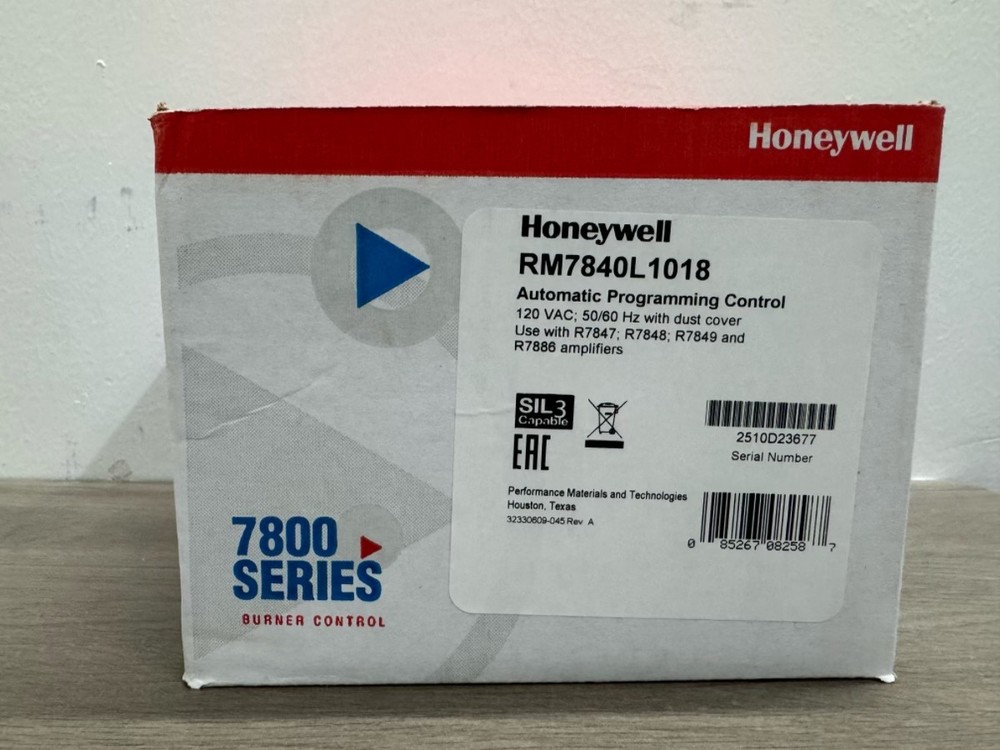 Honeywell
Honeywell
RM7840L1018
Automatic Programming Control
120 VAC; 50/60 Hz with dust cover
Use with R7847; R7848; R7849 and
R7886 amplifiers
SIL 3
Capable
EAC
2510D23677
Serial Number
Performance Materials and Technologies
Houston, Texas
32330609-045 Rev A
0 85267 08258 7
7800
SERIES
BURNER CONTROL